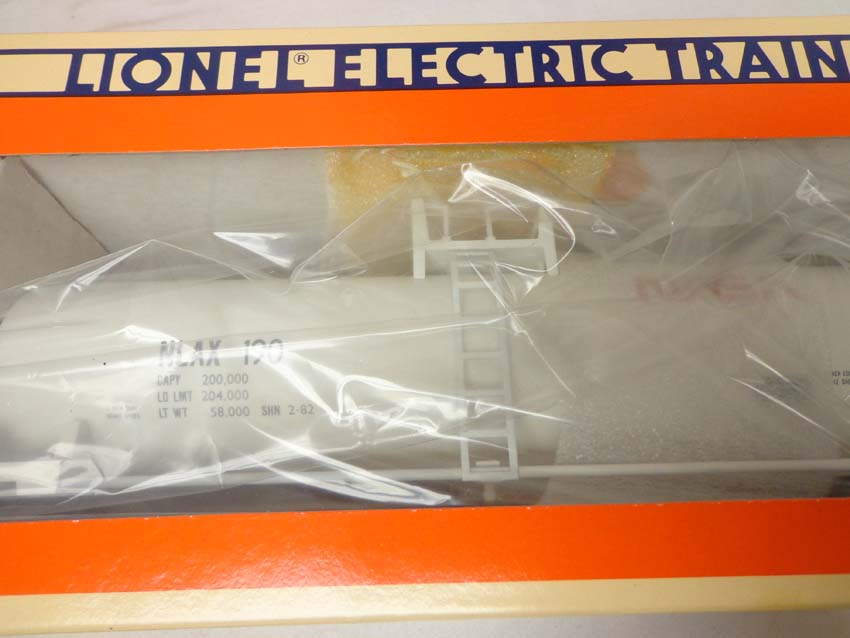 LIONEL® ELECTRIC TRAIN
NLAX 190
CAPY 200,000
LD LMT 204,000
LT WT 58,000 SHN 2-82